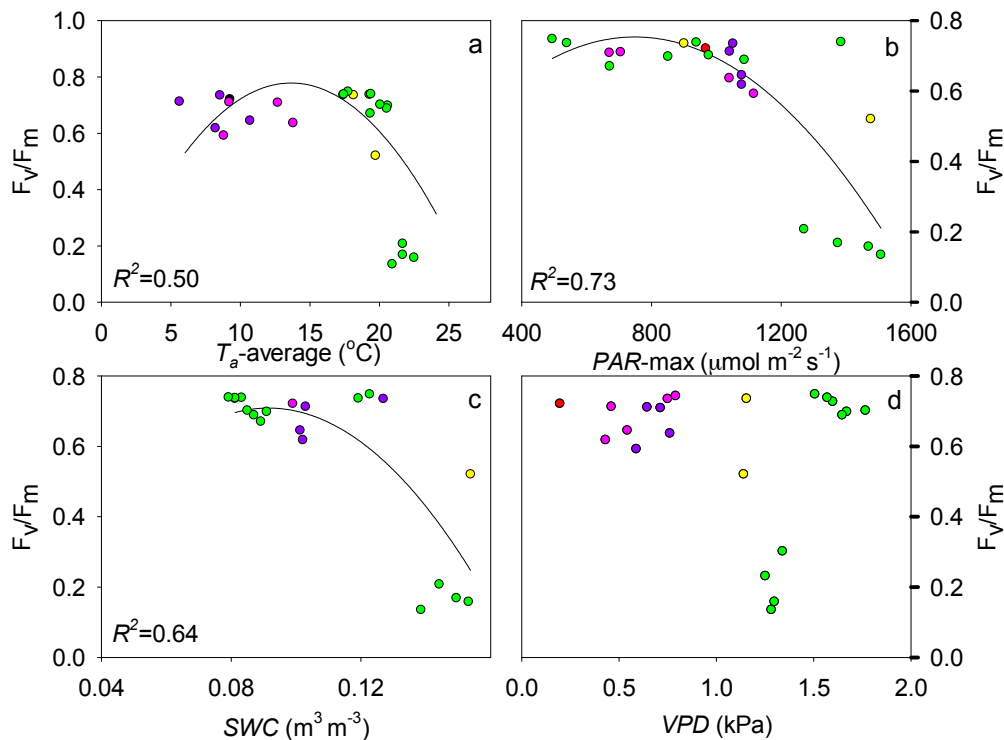 1.0
0.8
0.6
0.4
0.2
0.0
Fv/Fm
a
R²=0.50
0 5 10 15 20 25
Ta-average (°C)
b
0.8
0.6
0.4
0.2
0.0
Fv/Fm
R²=0.73
400 800 1200 1600
PAR-max (μmol m⁻² s⁻¹)
0.8
0.6
0.4
0.2
0.0
Fv/Fm
c
R²=0.64
0.04 0.08 0.12
SWC (m³ m⁻³)
d
0.8
0.6
0.4
0.2
0.0
Fv/Fm
0.0 0.5 1.0 1.5 2.0
VPD (kPa)